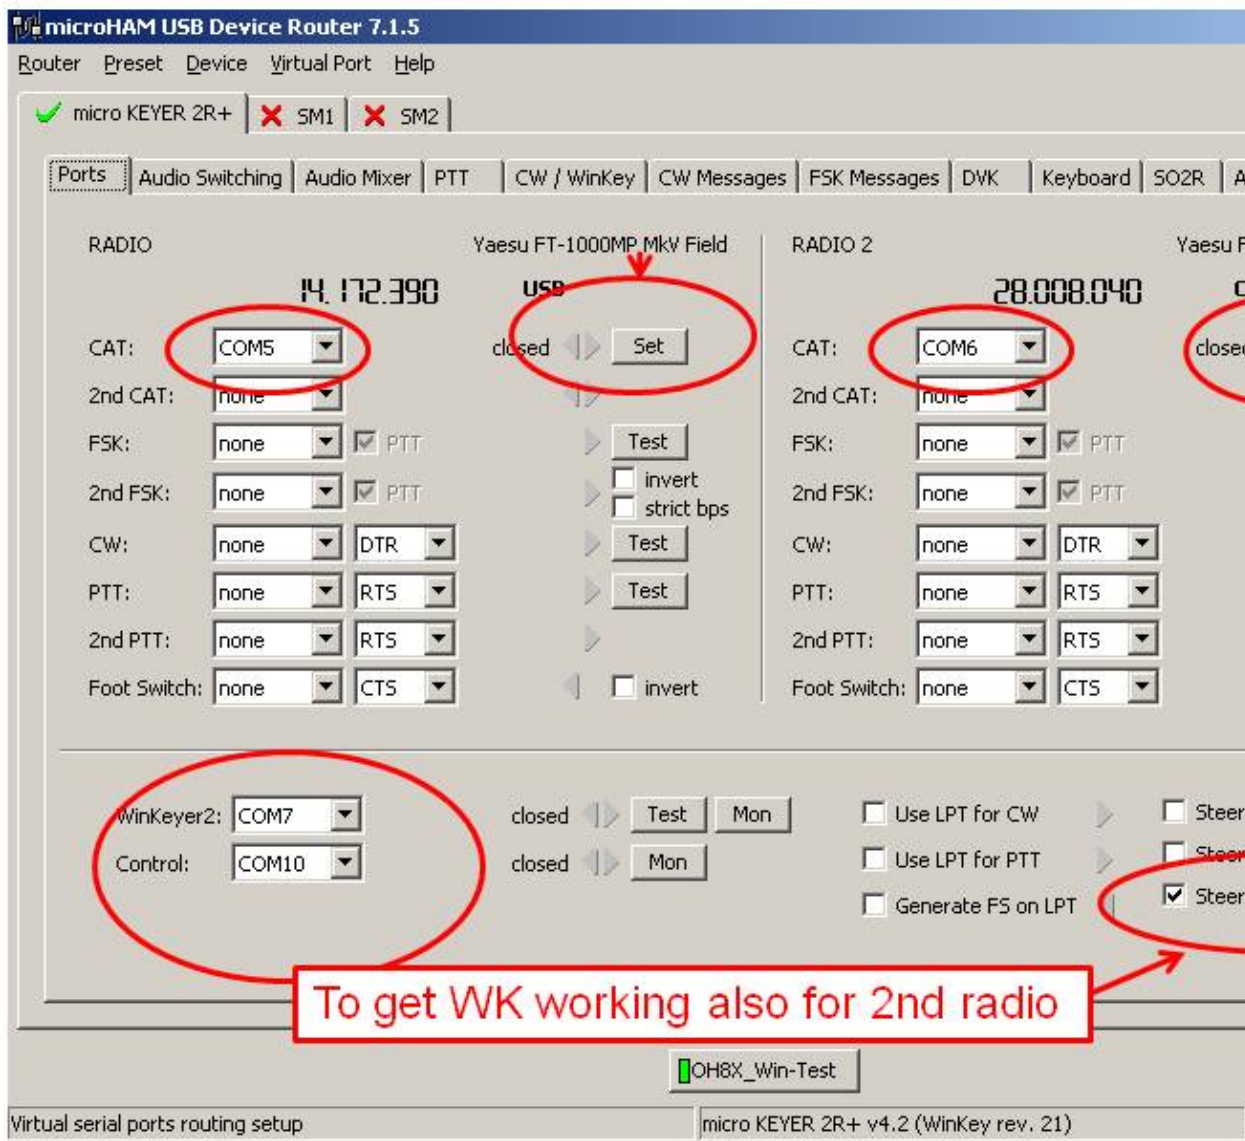 microHAM USB Device Router 7.1.5
Router Preset Device Virtual Port Help
micro KEYER 2R+ SM1 SM2
Ports Audio Switching Audio Mixer PTT CW / WinKey CW Messages FSK Messages DVK Keyboard SO2R A
RADIO Yaesu FT-1000MP MkV Field RADIO 2 Yaesu F
14.172.390 USB 28.008.040 C
CAT: COM5 closed Set CAT: COM6 closed
2nd CAT: none 2nd CAT: none
FSK: none PTT Test FSK: none PTT
2nd FSK: none PTT invert 2nd FSK: none PTT
strict bps
CW: none DTR Test CW: none DTR
PTT: none RTS Test PTT: none RTS
2nd PTT: none RTS 2nd PTT: none RTS
Foot Switch: none CTS invert Foot Switch: none CTS
WinKeyer2: COM7 closed Test Mon Use LPT for CW Steer
Control: COM10 closed Mon Use LPT for PTT Steer
Generate FS on LPT Steer
To get WK working also for 2nd radio
OH8X_Win-Test
Virtual serial ports routing setup micro KEYER 2R+ v4.2 (WinKey rev. 21)